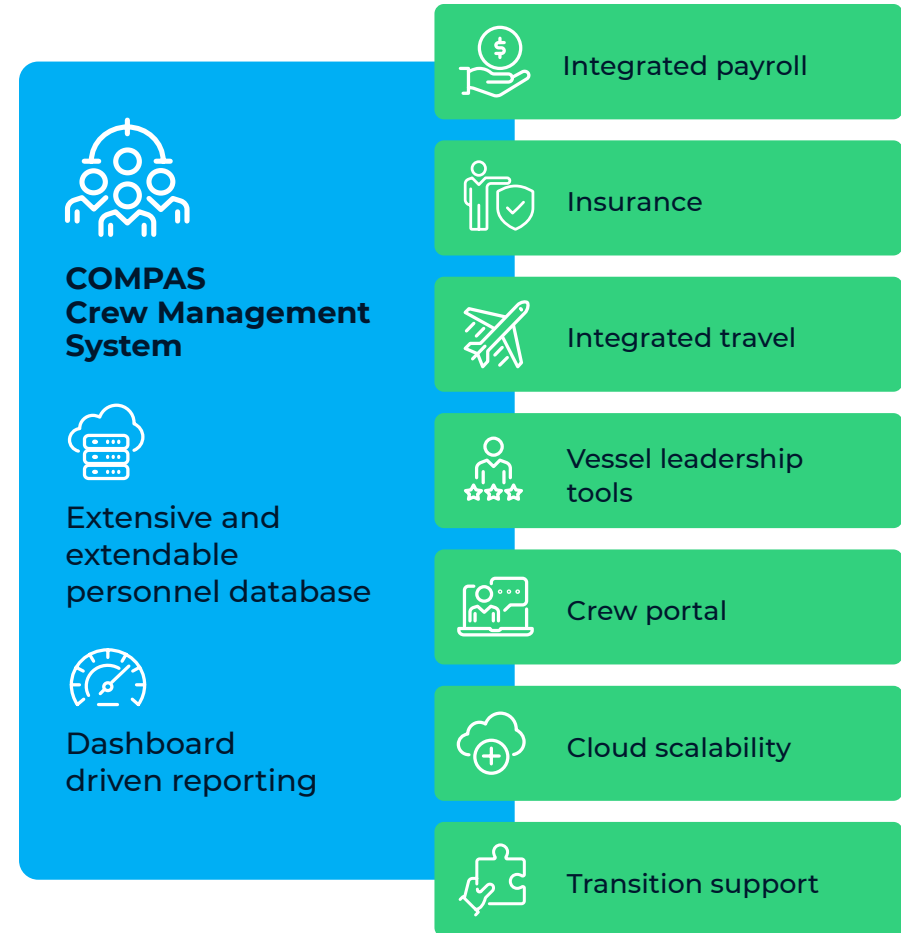 COMPAS
Crew Management
System
Extensive and
extendable
personnel database
Dashboard
driven reporting
$
Integrated payroll
Insurance
Integrated travel
Vessel leadership
tools
Crew portal
Cloud scalability
Transition support